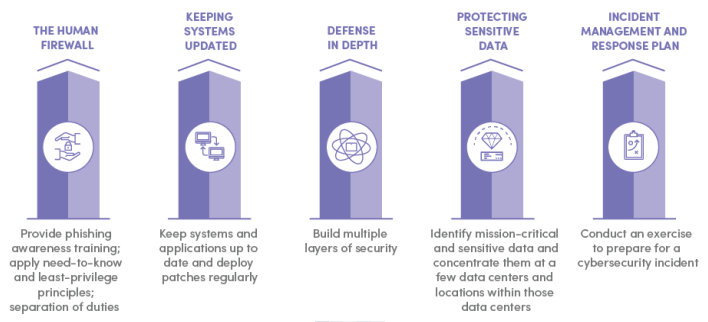 THE HUMAN
FIREWALL
KEEPING
SYSTEMS
UPDATED
DEFENSE
IN DEPTH
PROTECTING
SENSITIVE
DATA
INCIDENT
MANAGEMENT AND
RESPONSE PLAN
Provide phishing
awareness training;
apply need-to-know
and least-privilege
principles;
separation of duties
Keep systems and
applications up to
date and deploy
patches regularly
Build multiple
layers of security
Identify mission-critical
and sensitive data and
concentrate them at a
few data centers and
locations within those
data centers
Conduct an exercise
to prepare for a
cybersecurity incident